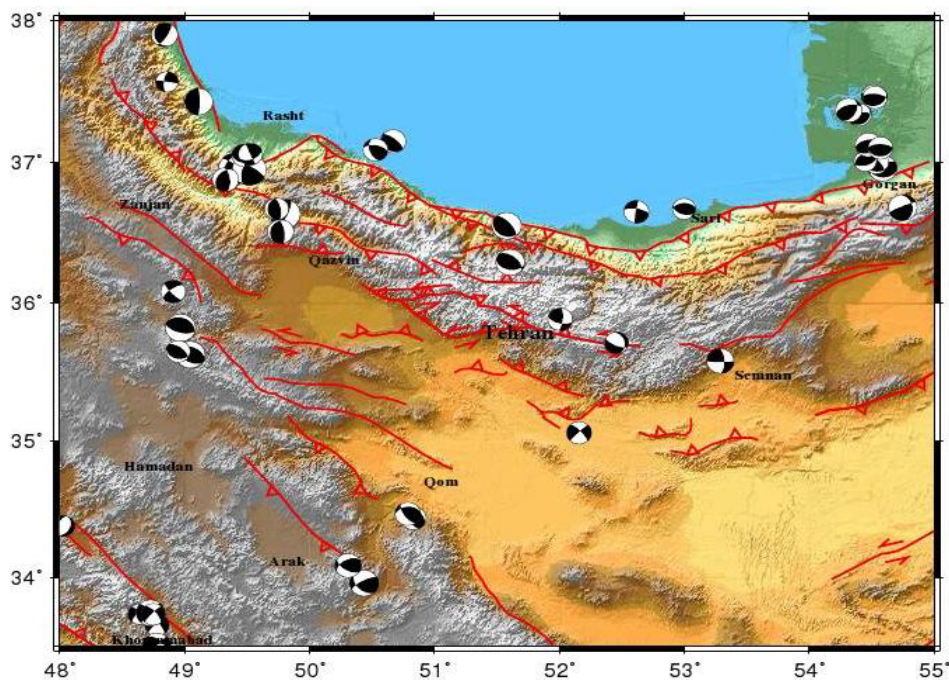 38°
Rasht
37°
Gorgan
Zanjan
Sari
Qazvin
36°
Tehran
Semnan
35°
Hamadan
Qom
Arak
34°
Khorramabad
48° 49° 50° 51° 52° 53° 54° 55°